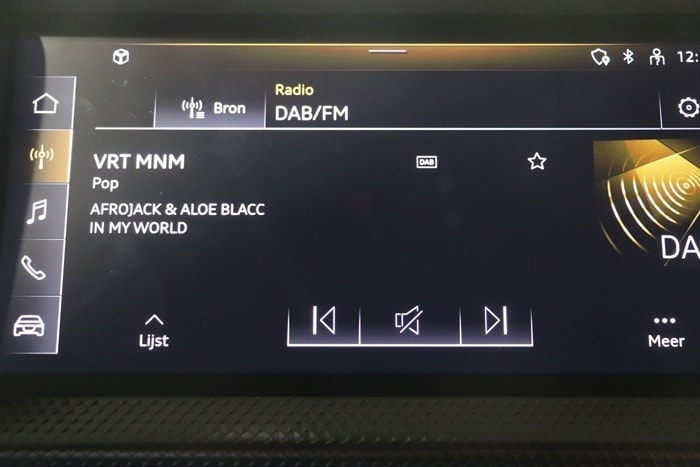 12:
Radio
Bron
DAB/FM
VRT MNM
DAB
Pop
AFROJACK & ALOE BLACC
IN MY WORLD
DA
Lijst
Meer